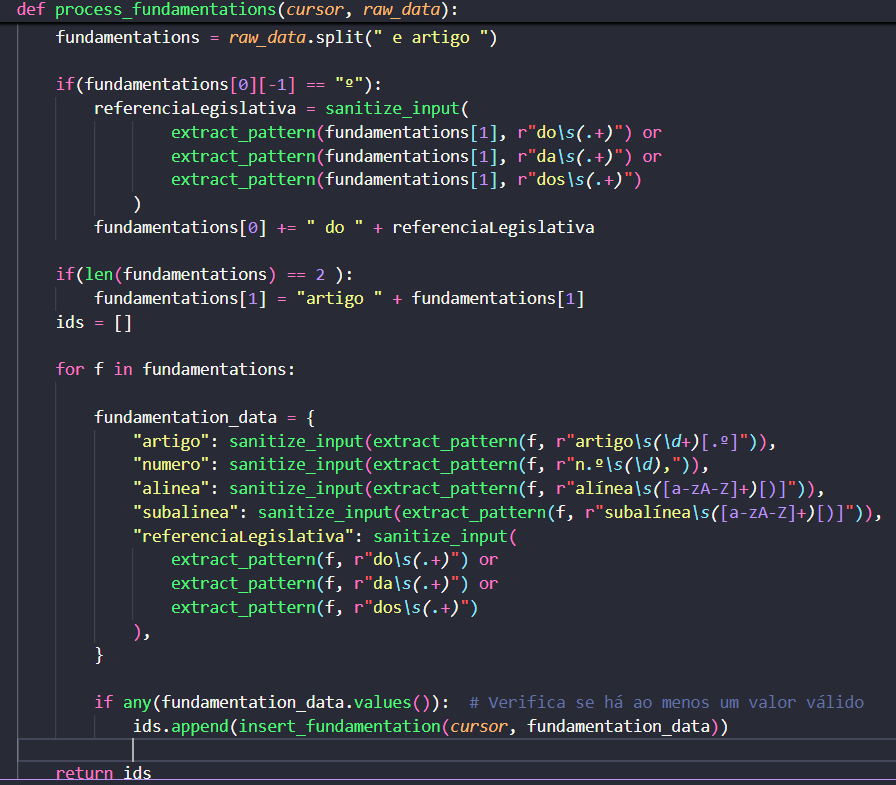 def process_fundamentations(cursor, raw_data):
    fundamentations = raw_data.split(" e artigo ")
    if(fundamentations[0][-1] == "º"):
        referenciaLegislativa = sanitize_input(
                extract_pattern(fundamentations[1], r"do\s(.+)") or
                extract_pattern(fundamentations[1], r"da\s(.+)") or
                extract_pattern(fundamentations[1], r"dos\s(.+)")
            )
        fundamentations[0] += " do " + referenciaLegislativa
    if(len(fundamentations) == 2 ):
        fundamentations[1] = "artigo " + fundamentations[1]
    ids = []
    for f in fundamentations:
        fundamentation_data = {
            "artigo": sanitize_input(extract_pattern(f, r"artigo\s(\d+)[.º]")),
            "numero": sanitize_input(extract_pattern(f, r"n.º\s(\d),")),
            "alinea": sanitize_input(extract_pattern(f, r"alínea\s([a-zA-Z]+)[)]")),
            "subalinea": sanitize_input(extract_pattern(f, r"subalínea\s([a-zA-Z]+)[)]")),
            "referenciaLegislativa": sanitize_input(
                extract_pattern(f, r"do\s(.+)") or
                extract_pattern(f, r"da\s(.+)") or
                extract_pattern(f, r"dos\s(.+)")
            ),
        }
        if any(fundamentation_data.values()):  # Verifica se há ao menos um valor válido
            ids.append(insert_fundamentation(cursor, fundamentation_data))
    return ids